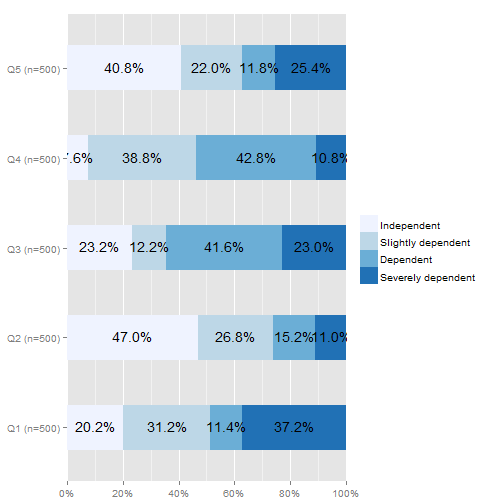 Q5 (n=500) 40.8% 22.0% 11.8% 25.4%
Q4 (n=500) .6% 38.8% 42.8% 10.8%
Q3 (n=500) 23.2% 12.2% 41.6% 23.0%
Independent
Slightly dependent
Dependent
Severely dependent
Q2 (n=500) 47.0% 26.8% 15.2% 11.0%
Q1 (n=500) 20.2% 31.2% 11.4% 37.2%
0% 20% 40% 60% 80% 100%